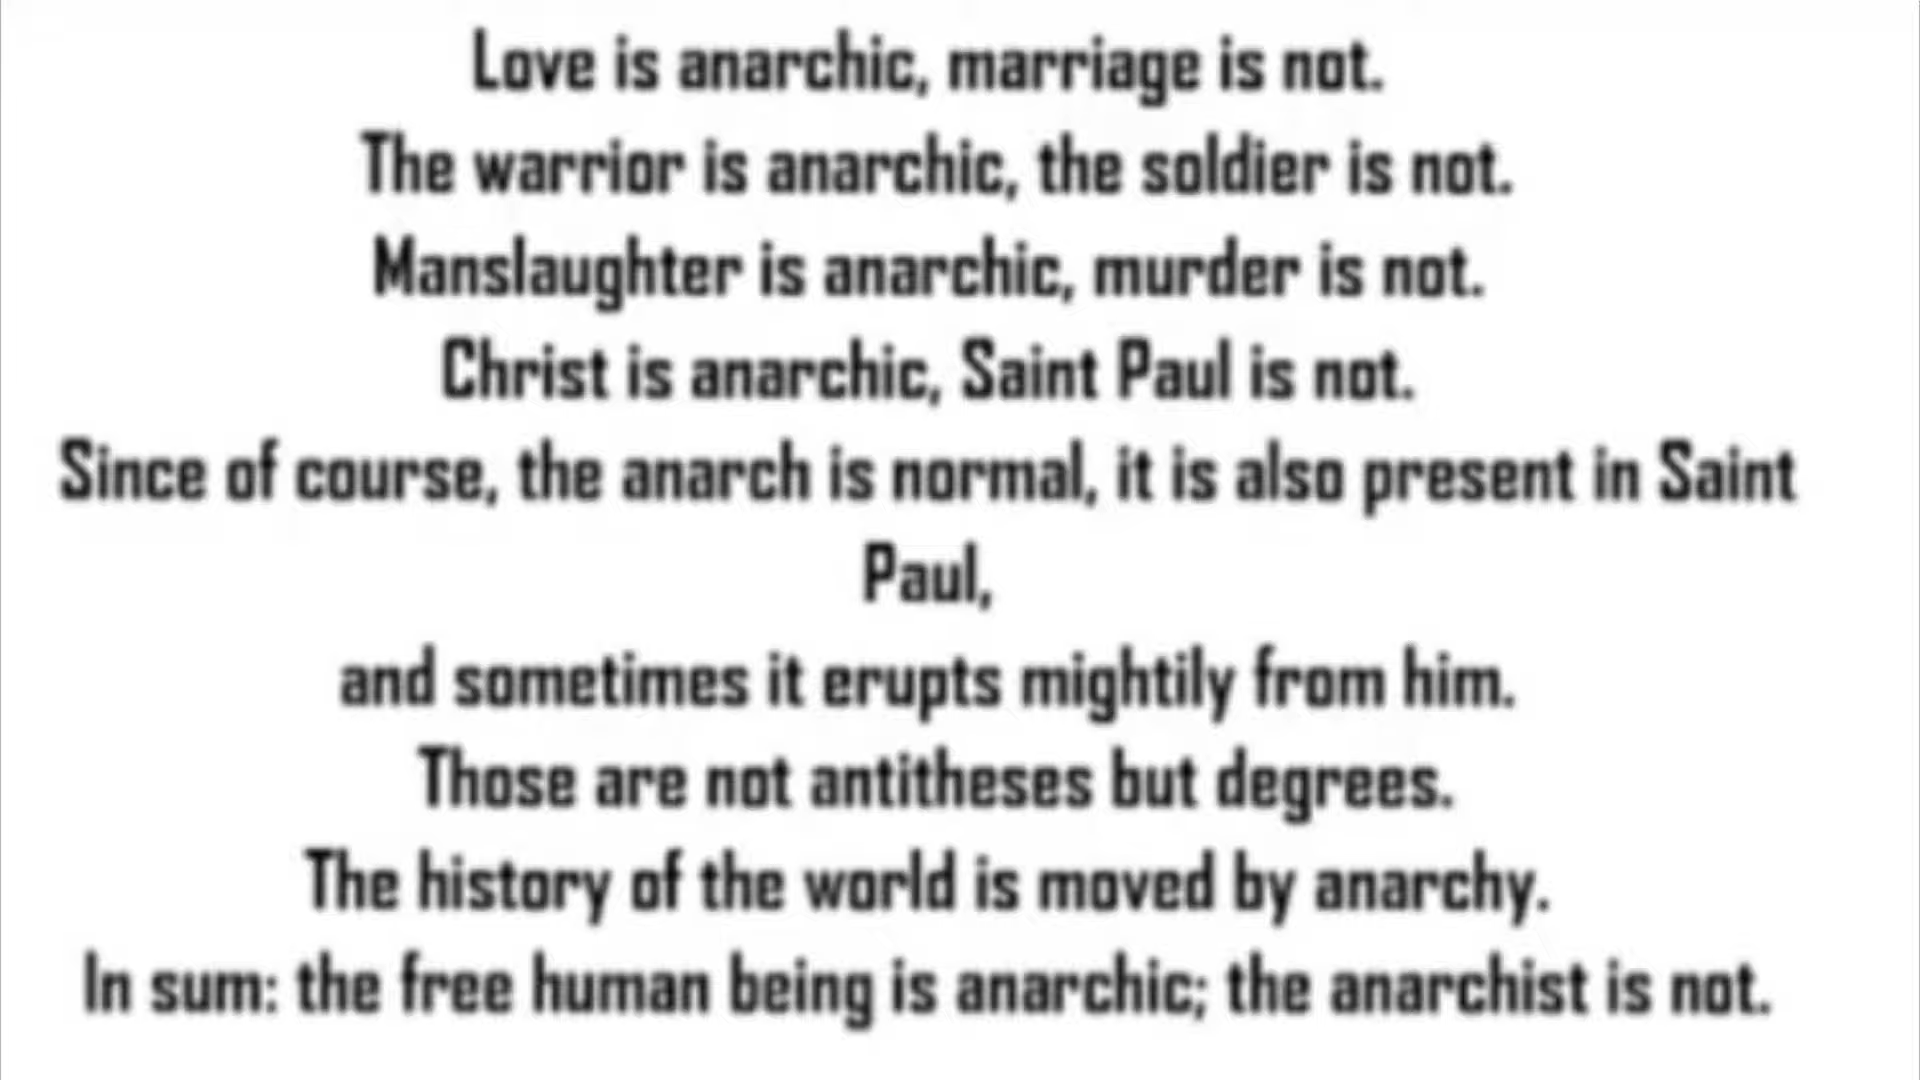 Love is anarchic, marriage is not.
The warrior is anarchic, the soldier is not.
Manslaughter is anarchic, murder is not.
Christ is anarchic, Saint Paul is not.
Since of course, the anarch is normal, it is also present in Saint
Paul,
and sometimes it erupts mightily from him.
Those are not antitheses but degrees.
The history of the world is moved by anarchy.
In sum: the free human being is anarchic; the anarchist is not.